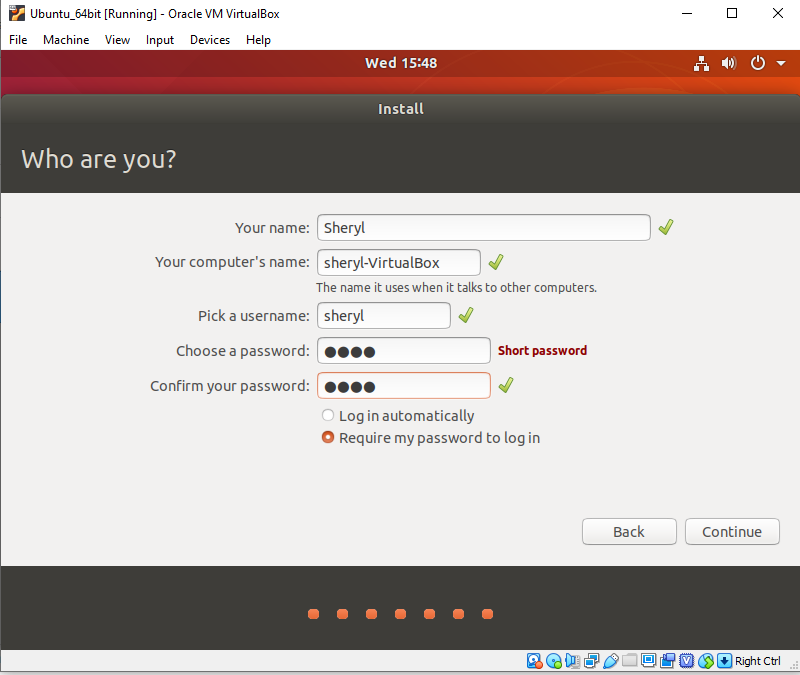 Ubuntu_64bit [Running] - Oracle VM VirtualBox
File Machine View Input Devices Help
Wed 15:48
Install
Who are you?
Your name: Sheryl
Your computer's name: sheryl-VirtualBox
The name it uses when it talks to other computers.
Pick a username: sheryl
Choose a password: ●●●● Short password
Confirm your password: ●●●●
Log in automatically
Require my password to log in
Back Continue
Right Ctrl